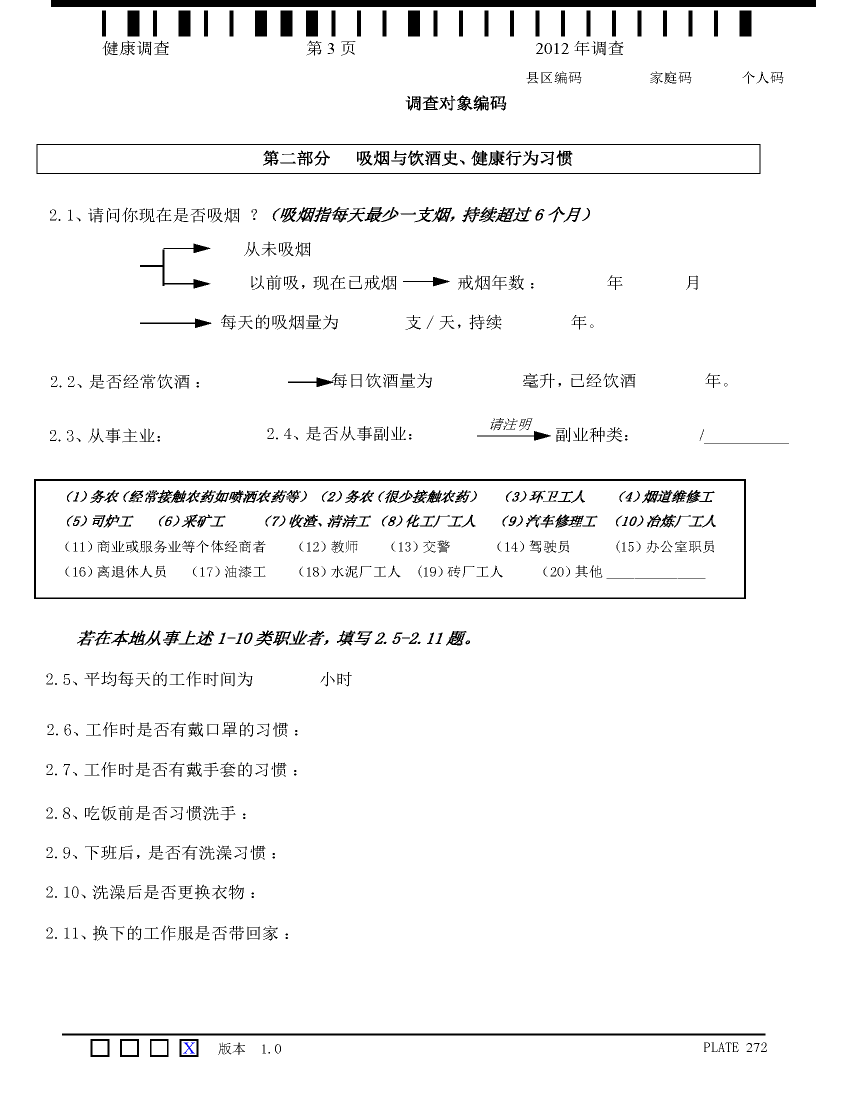 健康调查 第 3 页 2012 年调查
县区编码 家庭码 个人码
调查对象编码
第二部分 吸烟与饮酒史、健康行为习惯
2.1、请问你现在是否吸烟 ？（吸烟指每天最少一支烟，持续超过 6 个月）
从未吸烟
以前吸，现在已戒烟 戒烟年数： 年 月
每天的吸烟量为 支／天，持续 年。
2.2、是否经常饮酒： 每日饮酒量为 毫升，已经饮酒 年。
2.3、从事主业： 2.4、是否从事副业： 请注明 副业种类： /__________
（1）务农（经常接触农药如喷洒农药等）（2）务农（很少接触农药） （3）环卫工人 （4）烟道维修工
（5）司炉工 （6）采矿工 （7）收渣、清洁工 （8）化工厂工人 （9）汽车修理工 （10）冶炼厂工人
（11）商业或服务业等个体经商者 （12）教师 （13）交警 （14）驾驶员 （15）办公室职员
（16）离退休人员 （17）油漆工 （18）水泥厂工人 （19）砖厂工人 （20）其他 ______________
若在本地从事上述 1-10 类职业者，填写 2.5-2.11 题。
2.5、平均每天的工作时间为 小时
2.6、工作时是否有戴口罩的习惯：
2.7、工作时是否有戴手套的习惯：
2.8、吃饭前是否习惯洗手：
2.9、下班后，是否有洗澡习惯：
2.10、洗澡后是否更换衣物：
2.11、换下的工作服是否带回家：
X 版本 1.0 PLATE 272